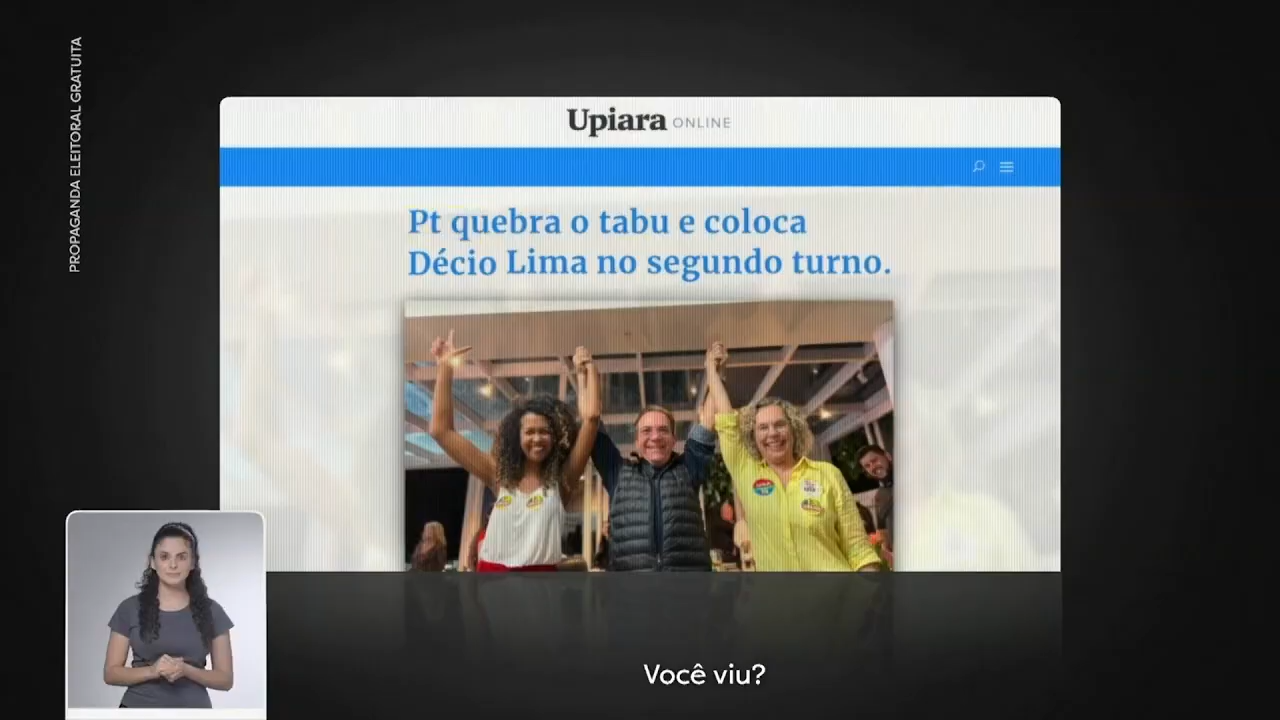 PROPAGANDA ELEITORAL GRATUITA
Upiara ONLINE
Pt quebra o tabu e coloca
Décio Lima no segundo turno.
Você viu?